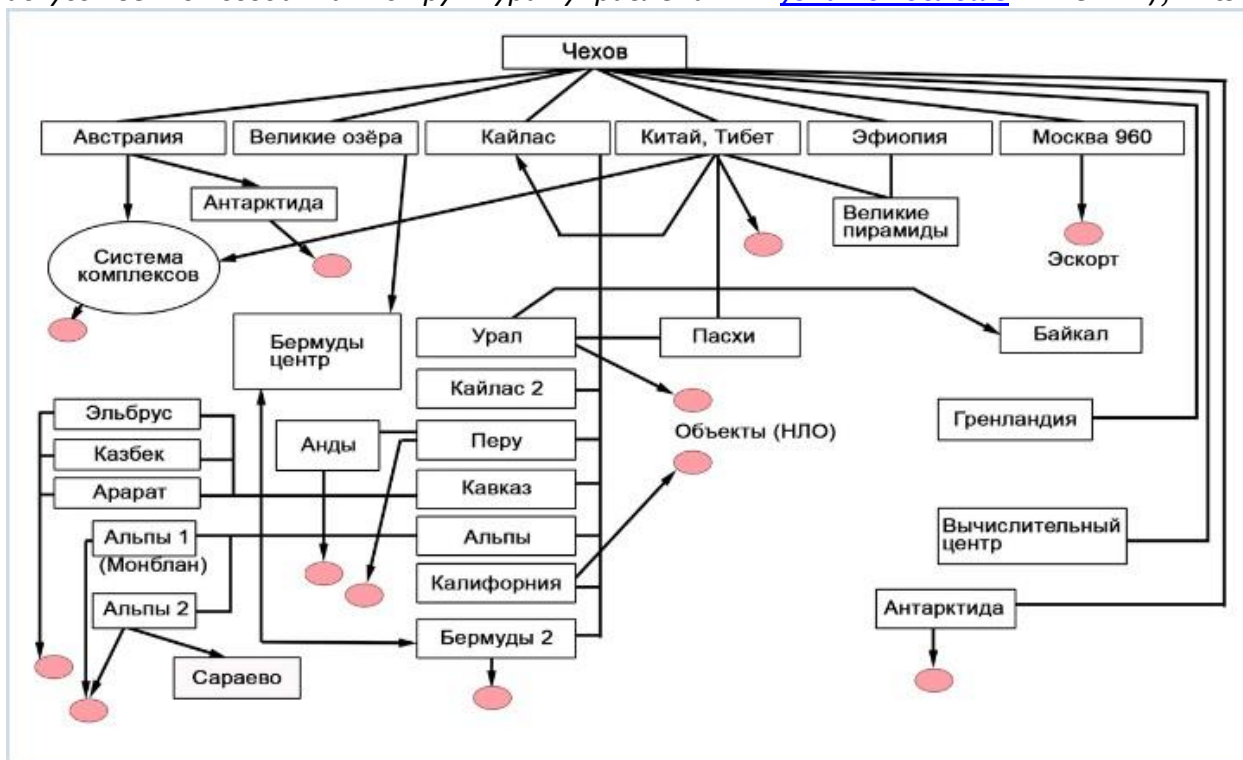 Чехов
Австралия
Великие озёра
Кайлас
Китай, Тибет
Эфиопия
Москва 960
Антарктида
Великие
пирамиды
Эскорт
Система
комплексов
Бермуды
центр
Урал
Пасхи
Байкал
Кайлас 2
Объекты (НЛО)
Гренландия
Эльбрус
Казбек
Арарат
Анды
Перу
Кавказ
Альпы 1
(Монблан)
Альпы
Вычислительный
центр
Калифорния
Альпы 2
Антарктида
Бермуды 2
Сараево